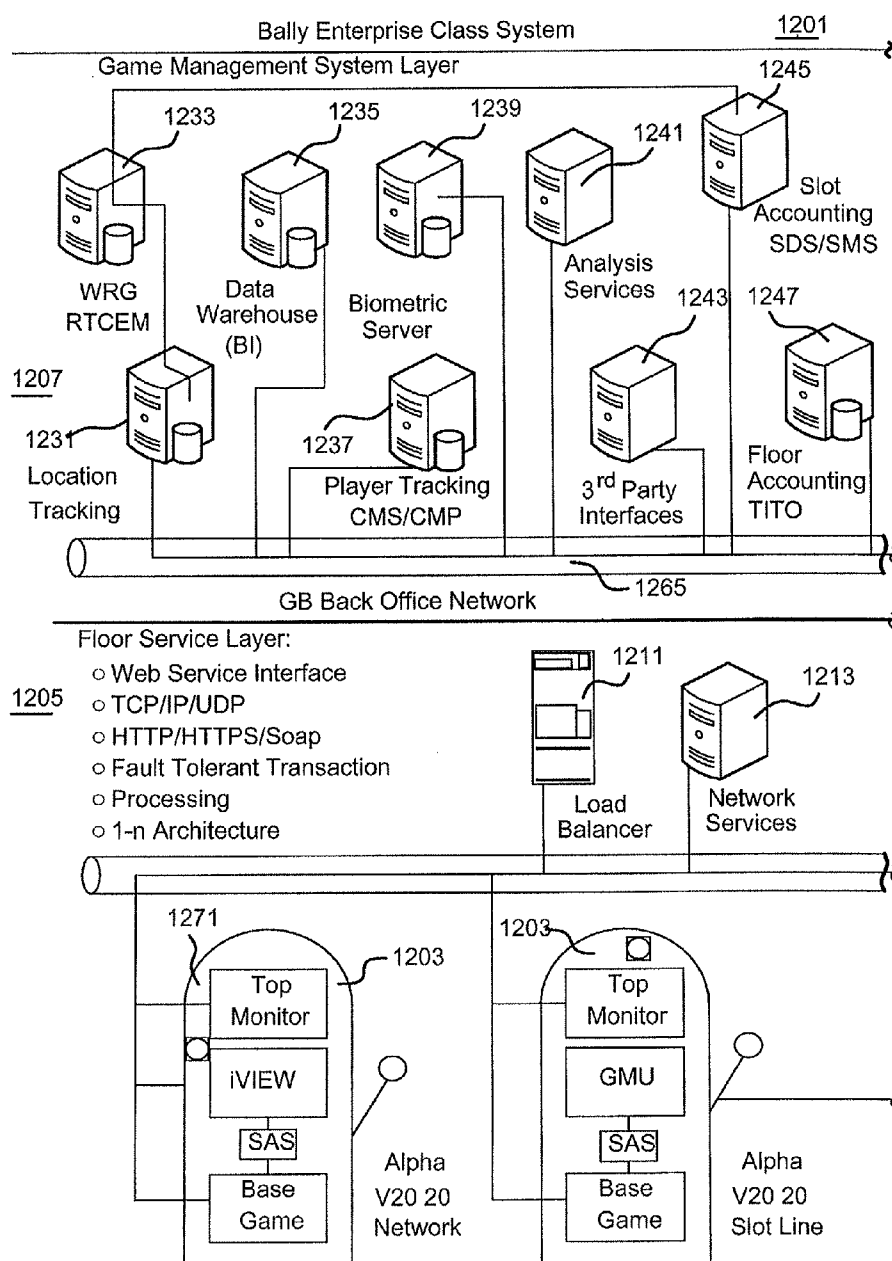 Bally Enterprise Class System
1201
Game Management System Layer
1245
1233
1235
1239
1241
Slot
Accounting
SDS/SMS
WRG
RTCEM
Data
Warehouse
(BI)
Biometric
Server
Analysis
Services
1243
1247
1207
1231
Location
Tracking
1237
Player Tracking
CMS/CMP
3rd Party
Interfaces
Floor
Accounting
TITO
1265
GB Back Office Network
Floor Service Layer:
○ Web Service Interface
1205
○ TCP/IP/UDP
○ HTTP/HTTPS/Soap
○ Fault Tolerant Transaction
○ Processing
○ 1-n Architecture
1211
1213
Load
Balancer
Network
Services
1271
1203
Top
Monitor
iVIEW
SAS
Base
Game
Alpha
V20 20
Network
1203
Top
Monitor
GMU
SAS
Base
Game
Alpha
V20 20
Slot Line